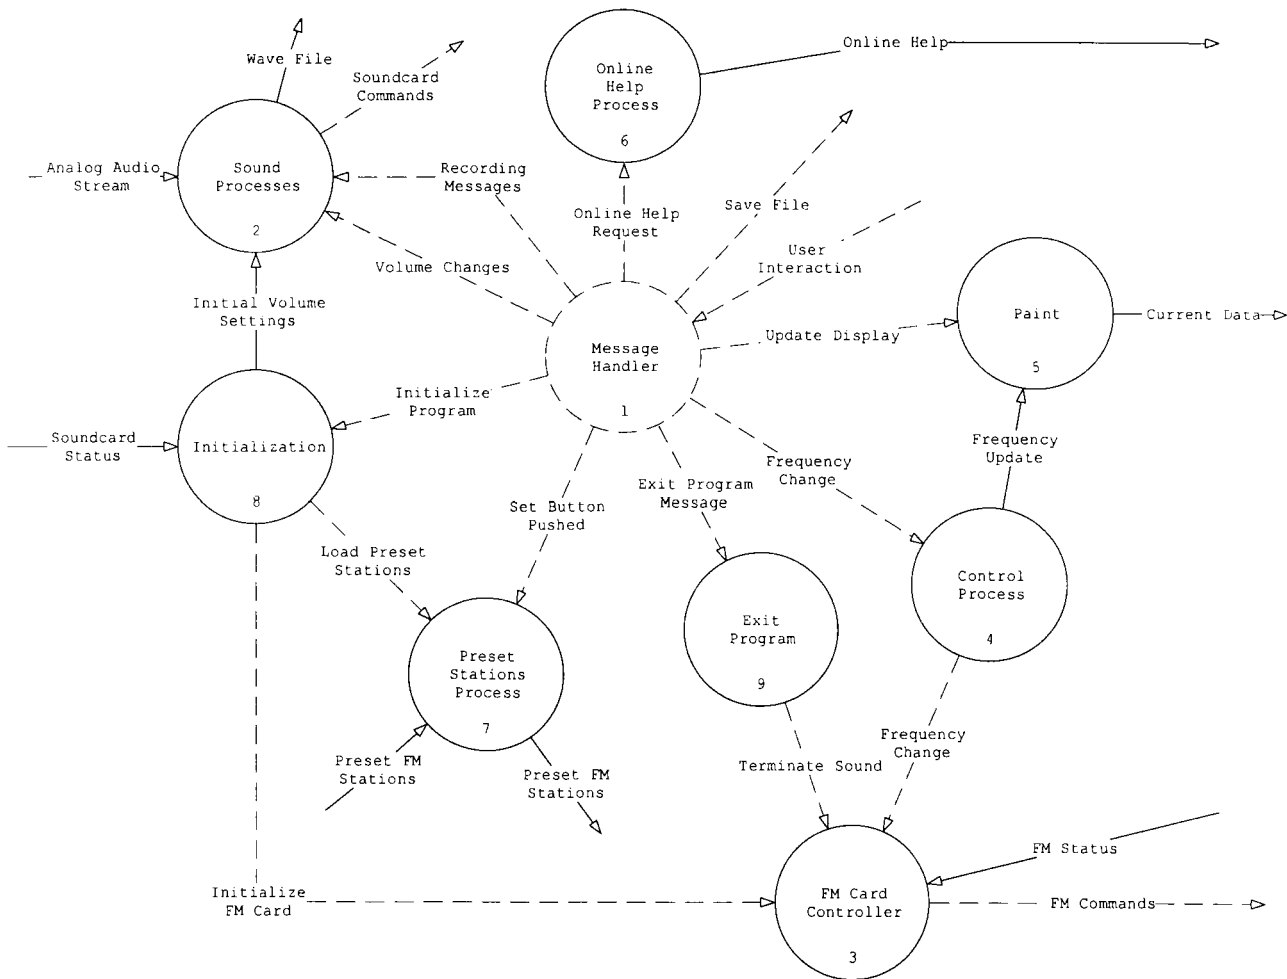 Wave File
Soundcard
Commands
Online Help
Online
Help
Process
6
Analog Audio
Stream
Sound
Processes
2
Recording
Messages
Online Help
Request
Save File
User
Interaction
Volume Changes
Initial Volume
Settings
Message
Handler
1
Update Display
Paint
5
Current Data
Initialize
Program
Soundcard
Status
Initialization
8
Frequency
Update
Frequency
Change
Exit Program
Message
Set Button
Pushed
Load Preset
Stations
Control
Process
4
Exit
Program
9
Preset
Stations
Process
7
Preset FM
Stations
Preset FM
Stations
Terminate Sound
Frequency
Change
FM Status
Initialize
FM Card
FM Card
Controller
3
FM Commands